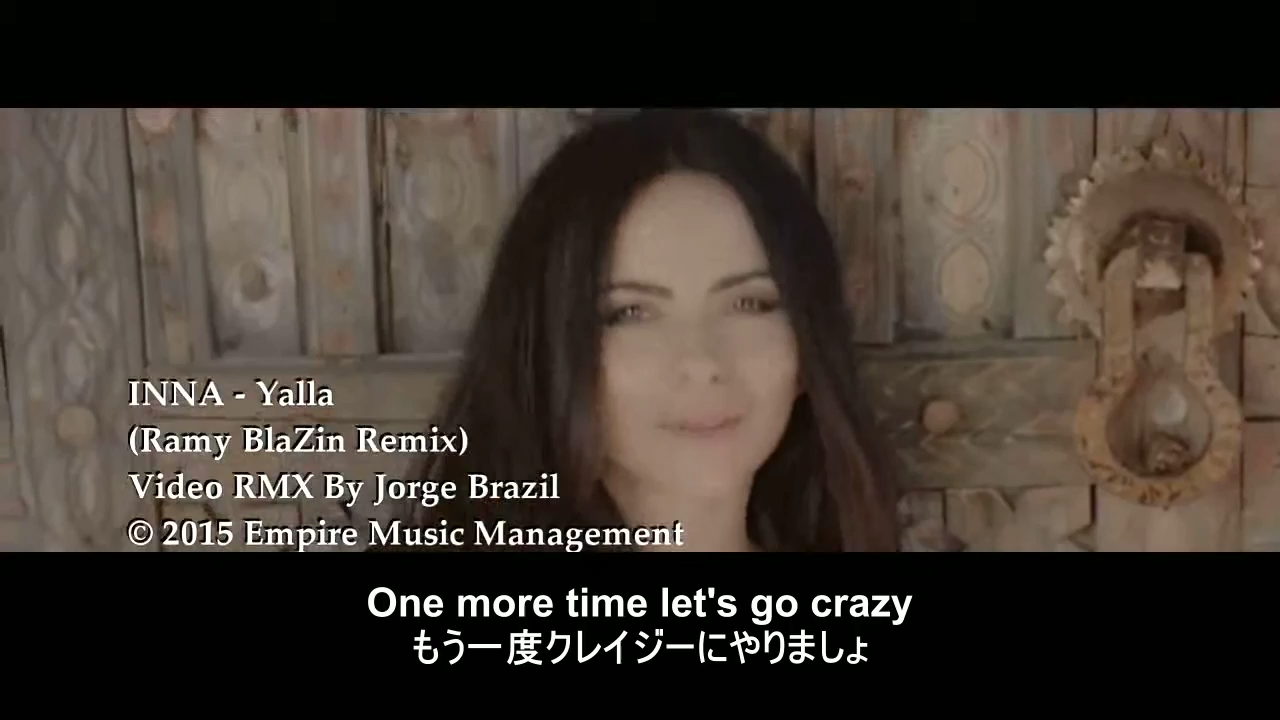 INNA - Yalla
(Ramy BlaZin Remix)
Video RMX By Jorge Brazil
© 2015 Empire Music Management
One more time let's go crazy
もう一度クレイジーにやりましょ